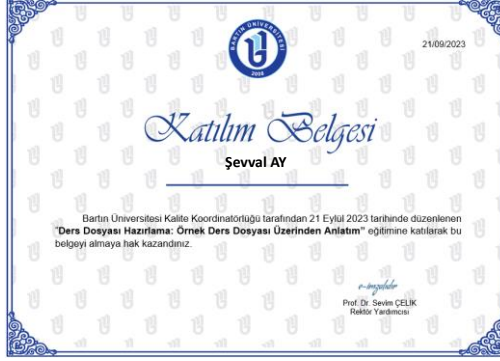 BARTIN ÜNİVERSİTESİ
2008
21/09/2023
Katılım Belgesi
Şevval AY
Bartın Üniversitesi Kalite Koordinatörlüğü tarafından 21 Eylül 2023 tarihinde düzenlenen
"Ders Dosyası Hazırlama: Örnek Ders Dosyası Üzerinden Anlatım" eğitimine katılarak bu
belgeyi almaya hak kazandınız.
e-imzalıdır
Prof. Dr. Sevim ÇELİK
Rektör Yardımcısı